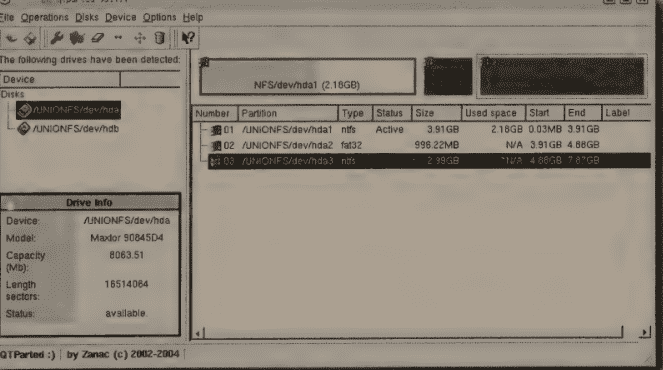 File Operations Disks Device Options Help
The following drives have been detected:
Device
Disks
/UNIONFS/dev/hda
/UNIONFS/dev/hdb
NFS/dev/hda1 (2.16GB)
Number Partition Type Status Size Used space Start End Label
01 /UNIONFS/dev/hda1 ntfs Active 3.91GB 2.16GB 0.03MB 3.91GB
02 /UNIONFS/dev/hda2 fat32 996.22MB N/A 3.91GB 4.88GB
03 /UNIONFS/dev/hda3 ntfs 2.99GB N/A 4.88GB 7.87GB
Drive Info
Device: /UNIONFS/dev/hda
Model: Maxtor 90845D4
Capacity (Mb): 8063.51
Length sectors: 16514064
Status: available.
QTParted :) by Zanac (c) 2002-2004